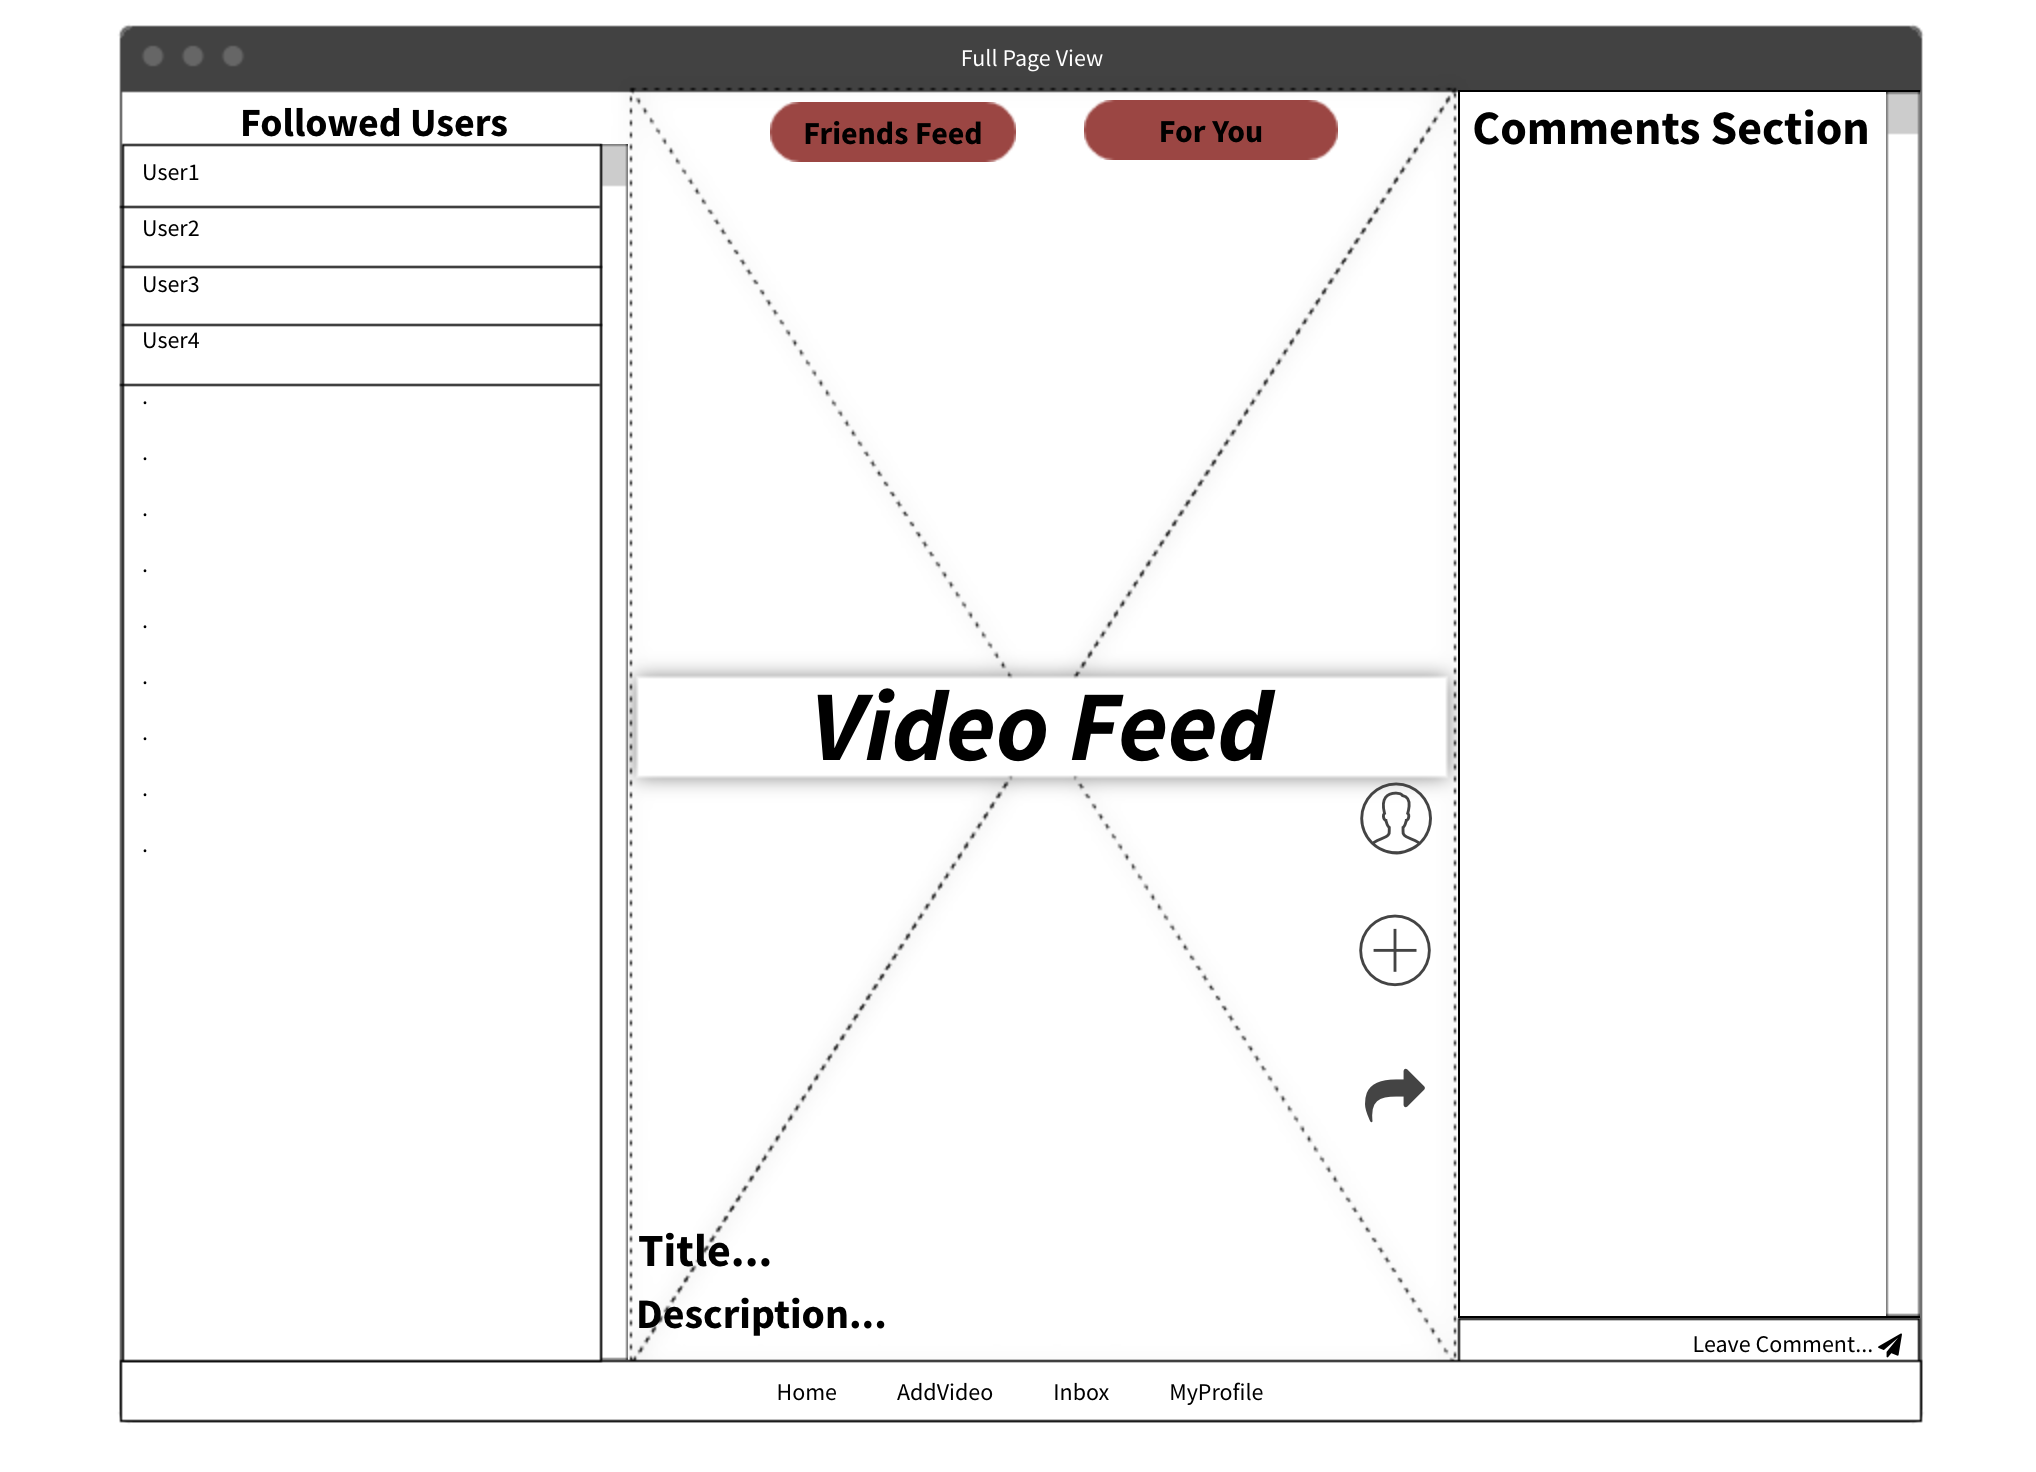 Full Page View
Followed Users
User1
User2
User3
User4
.
.
.
.
.
.
.
.
.
Friends Feed
For You
Video Feed
Title...
Description...
Comments Section
Leave Comment...
Home AddVideo Inbox MyProfile